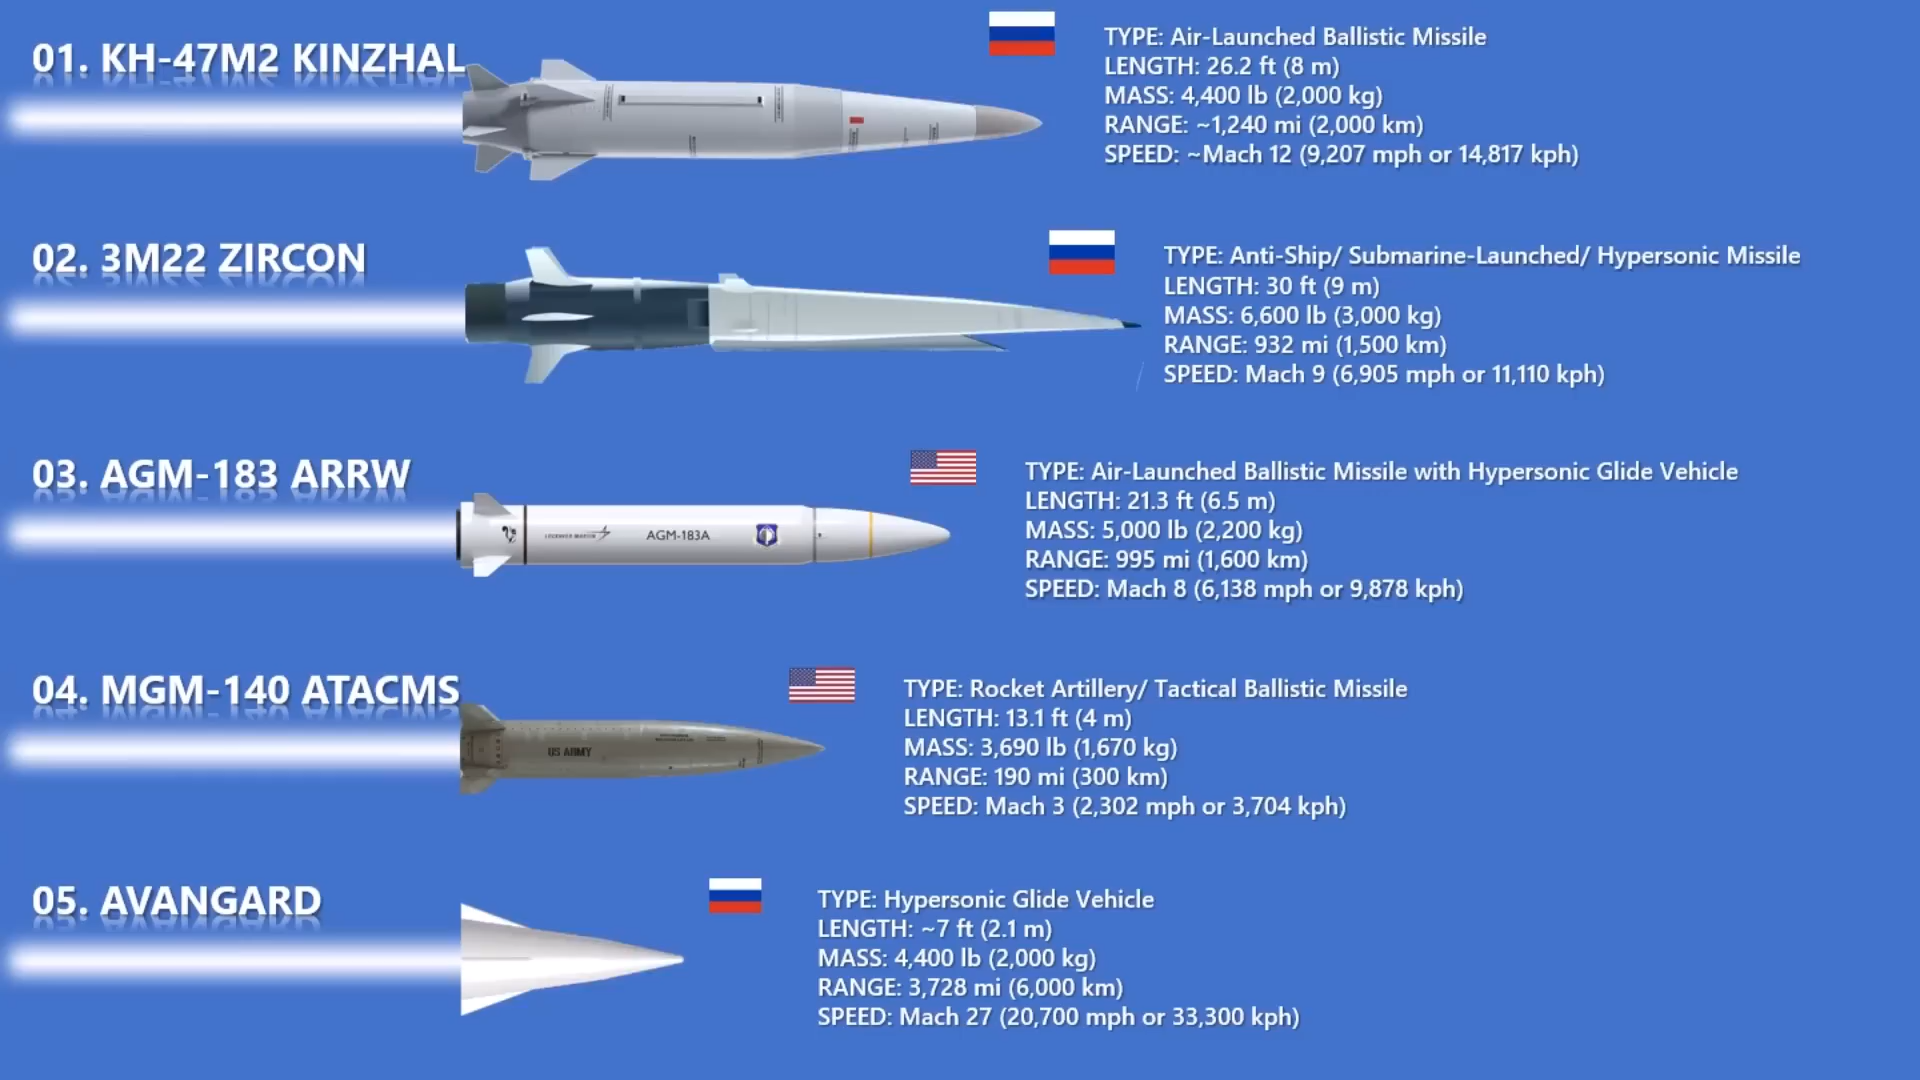 01. KH-47M2 KINZHAL
TYPE: Air-Launched Ballistic Missile
LENGTH: 26.2 ft (8 m)
MASS: 4,400 lb (2,000 kg)
RANGE: ~1,240 mi (2,000 km)
SPEED: ~Mach 12 (9,207 mph or 14,817 kph)
02. 3M22 ZIRCON
TYPE: Anti-Ship/ Submarine-Launched/ Hypersonic Missile
LENGTH: 30 ft (9 m)
MASS: 6,600 lb (3,000 kg)
RANGE: 932 mi (1,500 km)
SPEED: Mach 9 (6,905 mph or 11,110 kph)
03. AGM-183 ARRW
LOCKHEED MARTIN
AGM-183A
TYPE: Air-Launched Ballistic Missile with Hypersonic Glide Vehicle
LENGTH: 21.3 ft (6.5 m)
MASS: 5,000 lb (2,200 kg)
RANGE: 995 mi (1,600 km)
SPEED: Mach 8 (6,138 mph or 9,878 kph)
04. MGM-140 ATACMS
US ARMY
TYPE: Rocket Artillery/ Tactical Ballistic Missile
LENGTH: 13.1 ft (4 m)
MASS: 3,690 lb (1,670 kg)
RANGE: 190 mi (300 km)
SPEED: Mach 3 (2,302 mph or 3,704 kph)
05. AVANGARD
TYPE: Hypersonic Glide Vehicle
LENGTH: ~7 ft (2.1 m)
MASS: 4,400 lb (2,000 kg)
RANGE: 3,728 mi (6,000 km)
SPEED: Mach 27 (20,700 mph or 33,300 kph)